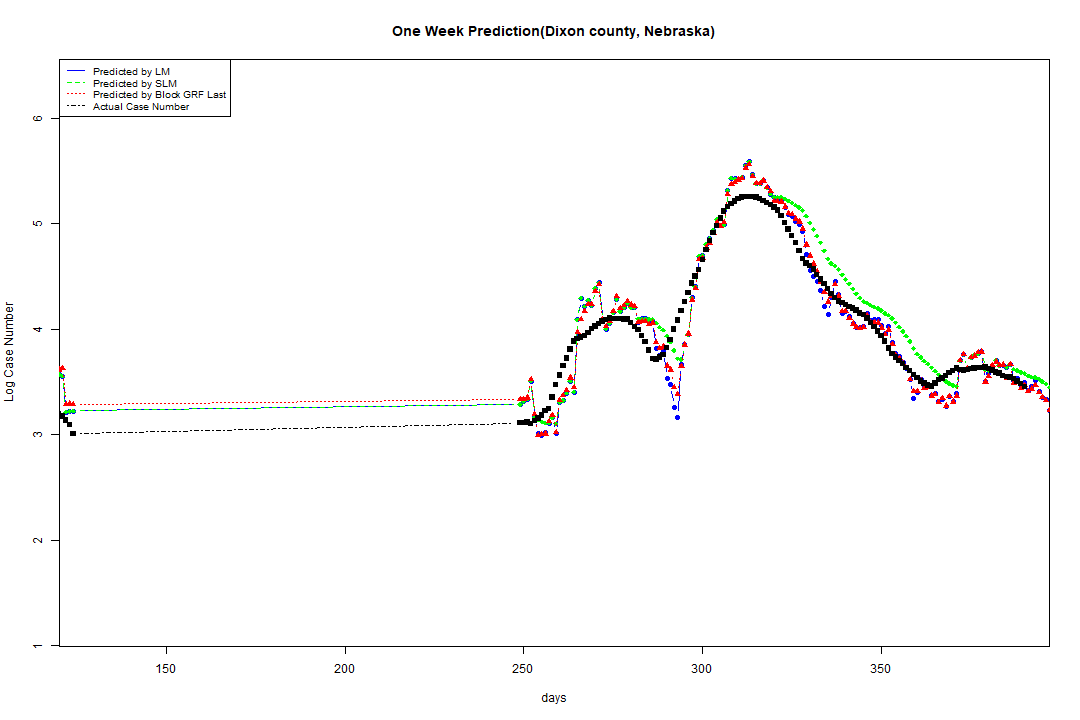 One Week Prediction(Dixon county, Nebraska)
Predicted by LM
Predicted by SLM
Predicted by Block GRF Last
Actual Case Number
6
5
4
3
2
1
Log Case Number
150
200
250
300
350
days